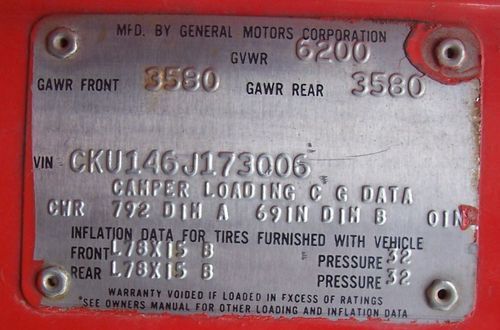 MFD. BY GENERAL MOTORS CORPORATION
GVWR 6200
GAWR FRONT 3580 GAWR REAR 3580
VIN CKU146J173006
CAMPER LOADING C G DATA
CWR 792 DIM A 69IN DIM B 0IN
INFLATION DATA FOR TIRES FURNISHED WITH VEHICLE
FRONT L78X15 B PRESSURE 32
REAR L78X15 B PRESSURE 32
WARRANTY VOIDED IF LOADED IN EXCESS OF RATINGS
*SEE OWNERS MANUAL FOR OTHER LOADING AND INFLATION DATA